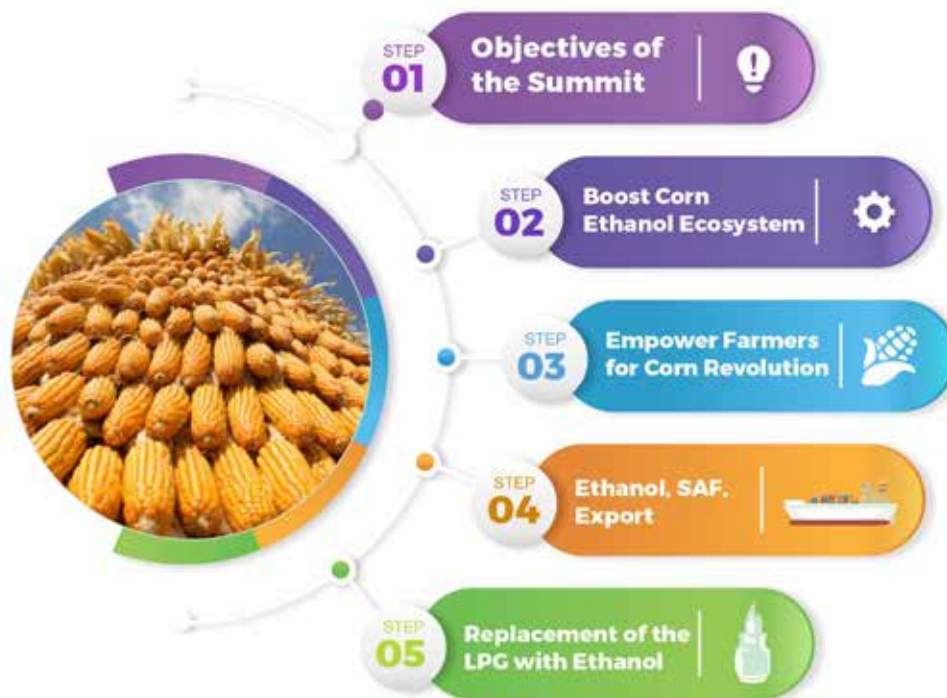 STEP
01
Objectives of
the Summit
STEP
02
Boost Corn
Ethanol Ecosystem
STEP
03
Empower Farmers
for Corn Revolution
STEP
04
Ethanol, SAF,
Export
STEP
05
Replacement of the
LPG with Ethanol